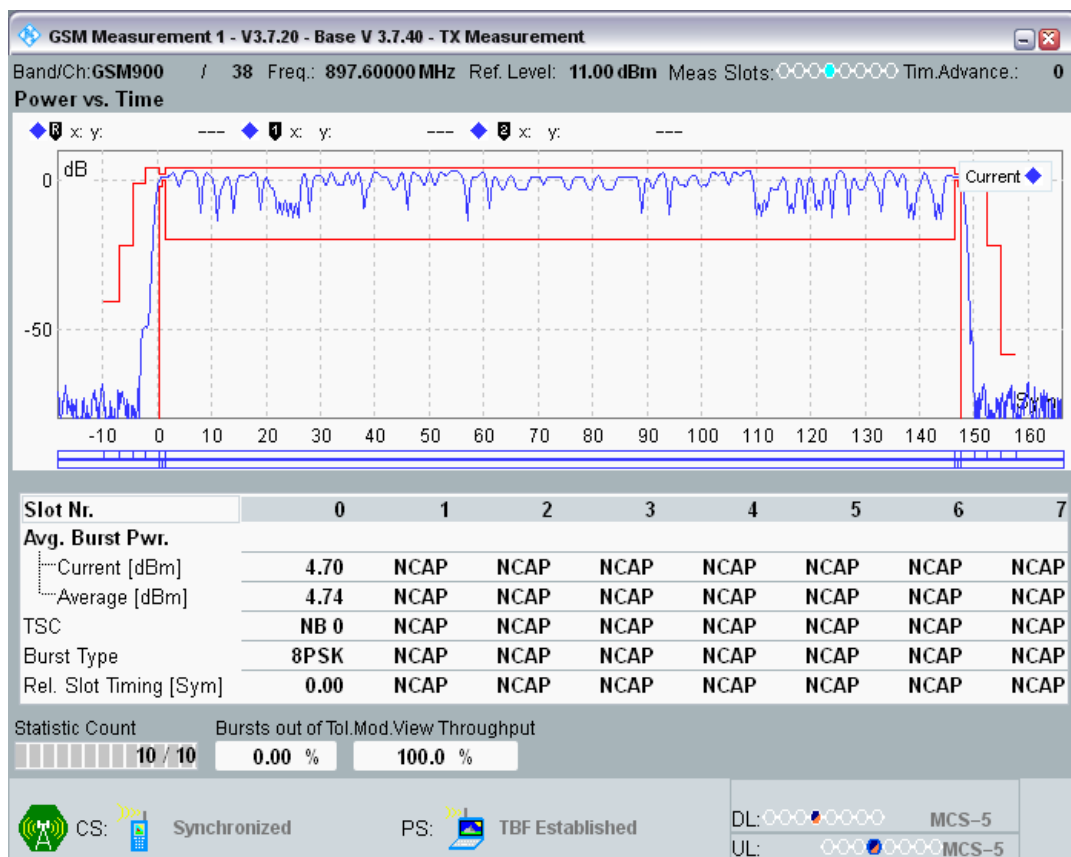 GSM Measurement 1 - V3.7.20 - Base V 3.7.40 - TX Measurement
Band/Ch:GSM900 / 38 Freq.: 897.60000 MHz Ref. Level: 11.00 dBm Meas Slots: Tim.Advance.: 0
Power vs. Time
R x: y: --- 1 x: y: --- 2 x: y: ---
dB
Current
0
-50
Sym
-10 0 10 20 30 40 50 60 70 80 90 100 110 120 130 140 150 160
Slot Nr. 0 1 2 3 4 5 6 7
Avg. Burst Pwr.
Current [dBm] 4.70 NCAP NCAP NCAP NCAP NCAP NCAP NCAP
Average [dBm] 4.74 NCAP NCAP NCAP NCAP NCAP NCAP NCAP
TSC NB 0 NCAP NCAP NCAP NCAP NCAP NCAP NCAP
Burst Type 8PSK NCAP NCAP NCAP NCAP NCAP NCAP NCAP
Rel. Slot Timing [Sym] 0.00 NCAP NCAP NCAP NCAP NCAP NCAP NCAP
Statistic Count Bursts out of Tol.Mod.View Throughput
10 / 10 0.00 % 100.0 %
CS: Synchronized PS: TBF Established
DL: MCS-5
UL: MCS-5